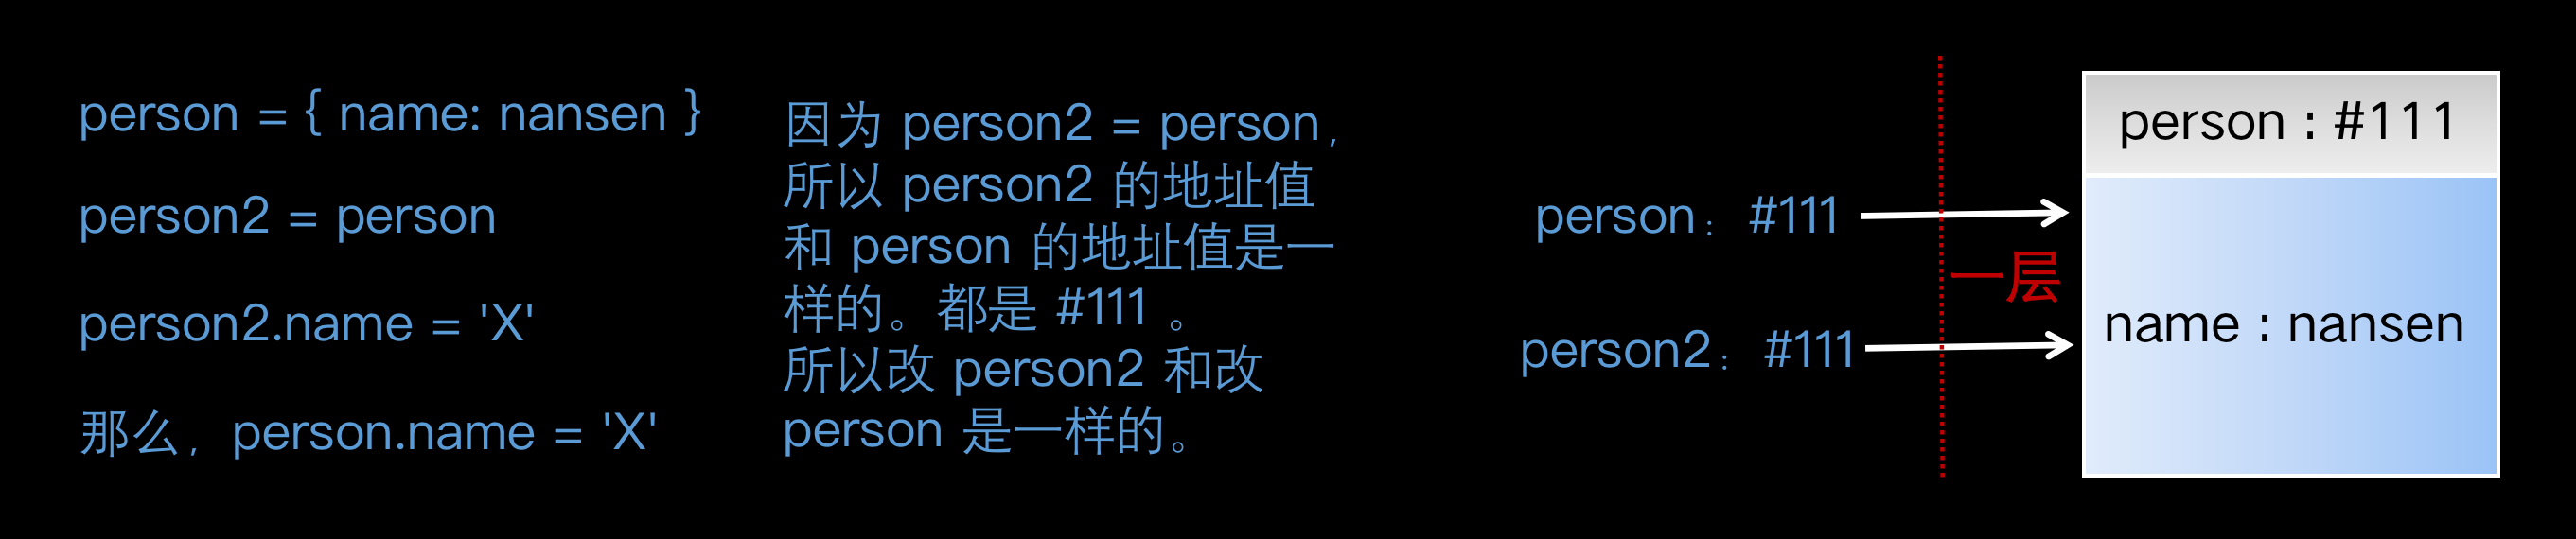 person = { name: nansen }
person2 = person
person2.name = 'X'
那么，person.name = 'X'
因为 person2 = person，
所以 person2 的地址值
和 person 的地址值是一
样的。都是 #111 。
所以改 person2 和改
person 是一样的。
person：#111
person2：#111
一层
person : #111
name : nansen